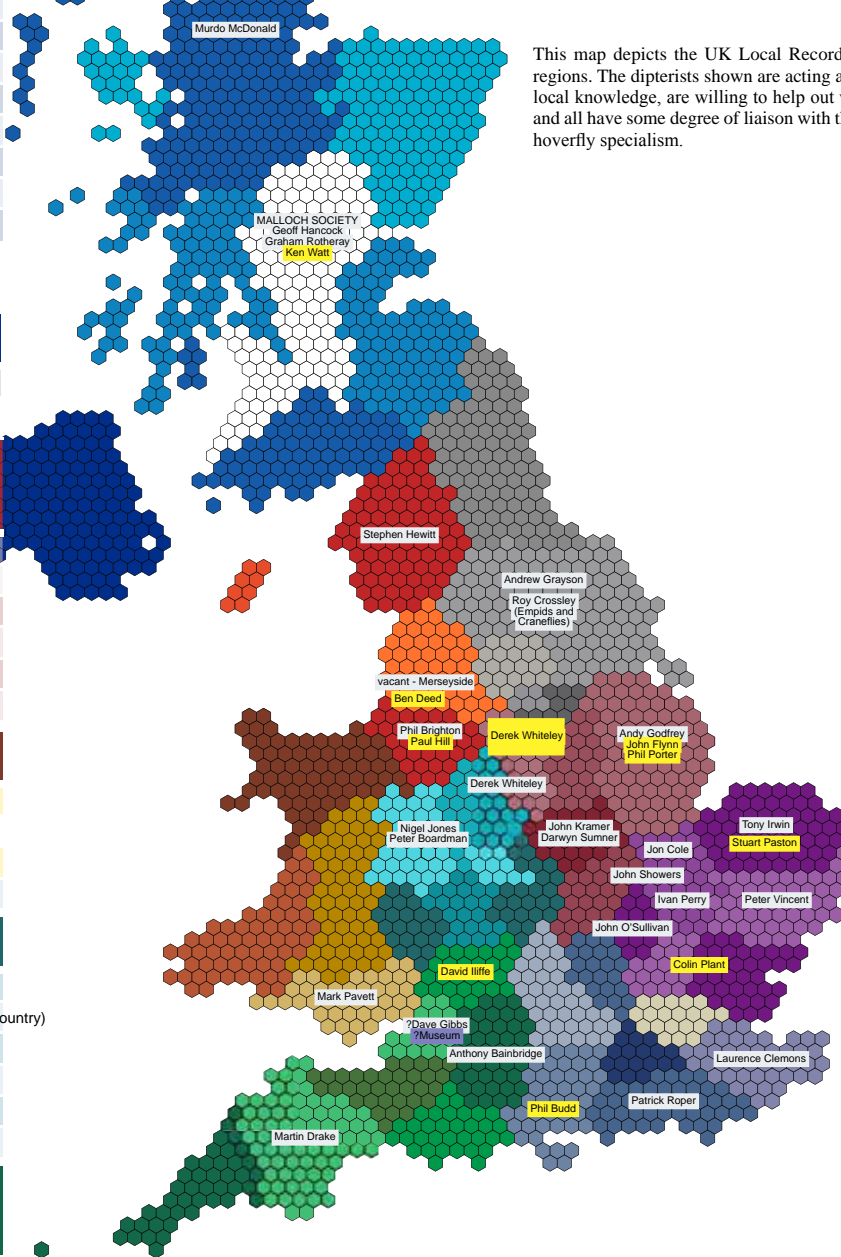 Murdo McDonald
This map depicts the UK Local Record
regions. The dipterists shown are acting a
local knowledge, are willing to help out
and all have some degree of liaison with
hoverfly specialism.
MALLOCH SOCIETY
Geoff Hancock
Graham Rotheray
Ken Watt
Stephen Hewitt
Andrew Grayson
Roy Crossley
(Empids and
Craneflies)
vacant - Merseyside
Ben Deed
Phil Brighton
Paul Hill
Derek Whiteley
Andy Godfrey
John Flynn
Phil Porter
Derek Whiteley
Nigel Jones
Peter Boardman
John Kramer
Darwyn Sumner
Tony Irwin
Stuart Paston
Jon Cole
John Showers
Ivan Perry
Peter Vincent
John O'Sullivan
Colin Plant
David Iliffe
Mark Pavett
ountry)
?Dave Gibbs
?Museum
Anthony Bainbridge
Laurence Clemons
Phil Budd
Patrick Roper
Martin Drake